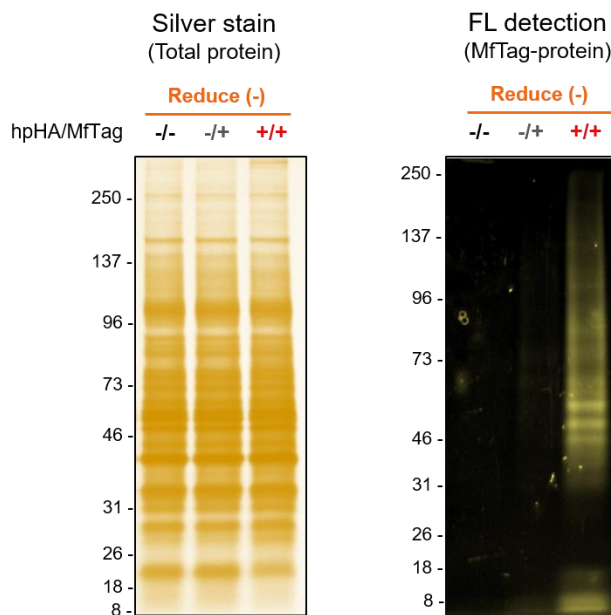 Silver stain
(Total protein)
Reduce (-)
hpHA/MfTag -/- -/+ +/+
250 -
137 -
96 -
73 -
46 -
31 -
26 -
18 -
8 -
FL detection
(MfTag-protein)
Reduce (-)
-/- -/+ +/+
250 -
137 -
96 -
73 -
46 -
31 -
26 -
18 -
8 -